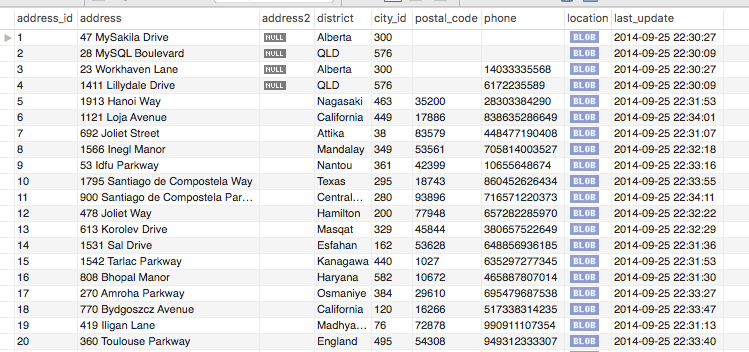 address_id address address2 district city_id postal_code phone location last_update
1 47 MySakila Drive NULL Alberta 300 BLOB 2014-09-25 22:30:27
2 28 MySQL Boulevard NULL QLD 576 BLOB 2014-09-25 22:30:09
3 23 Workhaven Lane NULL Alberta 300 14033335568 BLOB 2014-09-25 22:30:27
4 1411 Lillydale Drive NULL QLD 576 6172235589 BLOB 2014-09-25 22:30:09
5 1913 Hanoi Way Nagasaki 463 35200 28303384290 BLOB 2014-09-25 22:31:53
6 1121 Loja Avenue California 449 17886 838635286649 BLOB 2014-09-25 22:34:01
7 692 Joliet Street Attika 38 83579 448477190408 BLOB 2014-09-25 22:31:07
8 1566 Inegl Manor Mandalay 349 53561 705814003527 BLOB 2014-09-25 22:32:18
9 53 Idfu Parkway Nantou 361 42399 10655648674 BLOB 2014-09-25 22:33:16
10 1795 Santiago de Compostela Way Texas 295 18743 860452626434 BLOB 2014-09-25 22:33:55
11 900 Santiago de Compostela Par... Central... 280 93896 716571220373 BLOB 2014-09-25 22:34:11
12 478 Joliet Way Hamilton 200 77948 657282285970 BLOB 2014-09-25 22:32:22
13 613 Korolev Drive Masqat 329 45844 380657522649 BLOB 2014-09-25 22:32:29
14 1531 Sal Drive Esfahan 162 53628 648856936185 BLOB 2014-09-25 22:31:36
15 1542 Tarlac Parkway Kanagawa 440 1027 635297277345 BLOB 2014-09-25 22:31:53
16 808 Bhopal Manor Haryana 582 10672 465887807014 BLOB 2014-09-25 22:31:30
17 270 Amroha Parkway Osmaniye 384 29610 695479687538 BLOB 2014-09-25 22:33:27
18 770 Bydgoszcz Avenue California 120 16266 517338314235 BLOB 2014-09-25 22:33:47
19 419 Iligan Lane Madhya... 76 72878 990911107354 BLOB 2014-09-25 22:31:13
20 360 Toulouse Parkway England 495 54308 949312333307 BLOB 2014-09-25 22:33:40